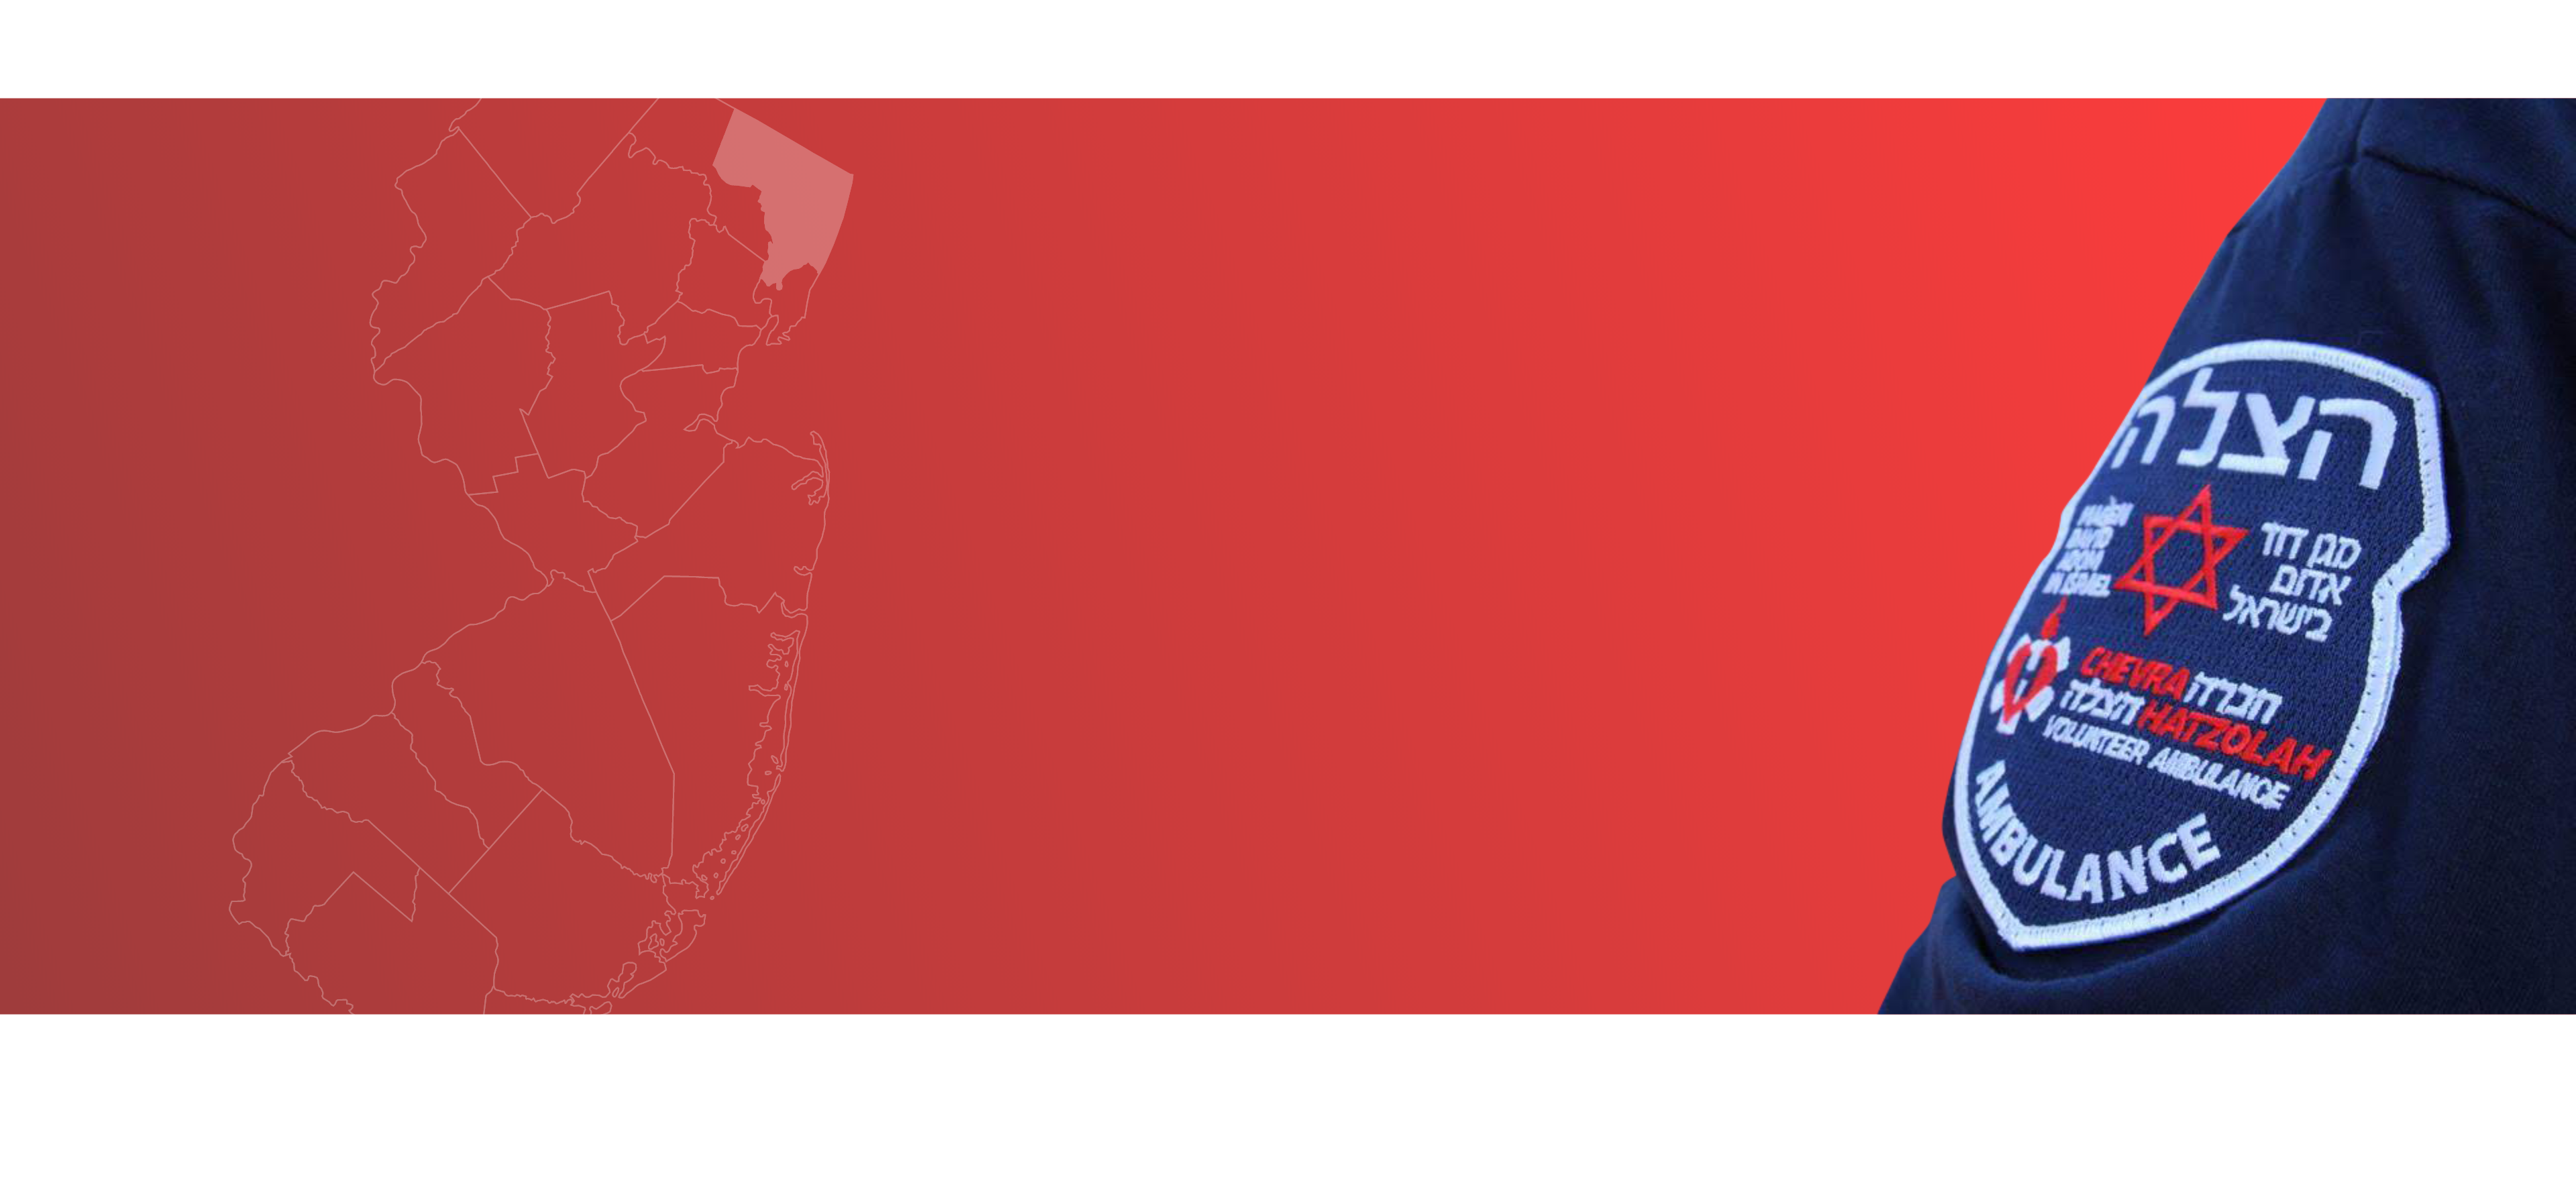 הצלה
MAGEN
DAVID
ADOM
IN ISRAEL
מגן דוד
אדום
בישראל
CHEVRA חברה
הצלה HATZOLAH
VOLUNTEER AMBULANCE
AMBULANCE